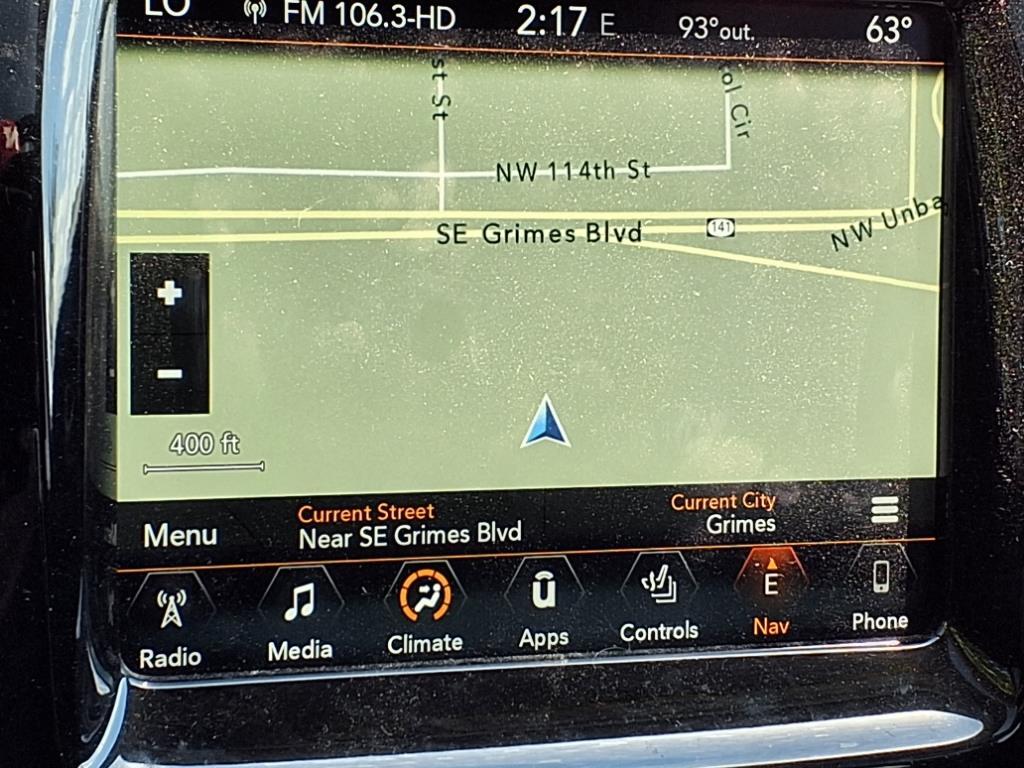 LO FM 106.3-HD 2:17 E 93° out. 63°
st St
ol Cir
NW 114th St
SE Grimes Blvd
141
NW Unba
+
-
400 ft
Menu
Current Street
Near SE Grimes Blvd
Current City
Grimes
Radio
Media
Climate
u
Apps
Controls
E
Nav
Phone